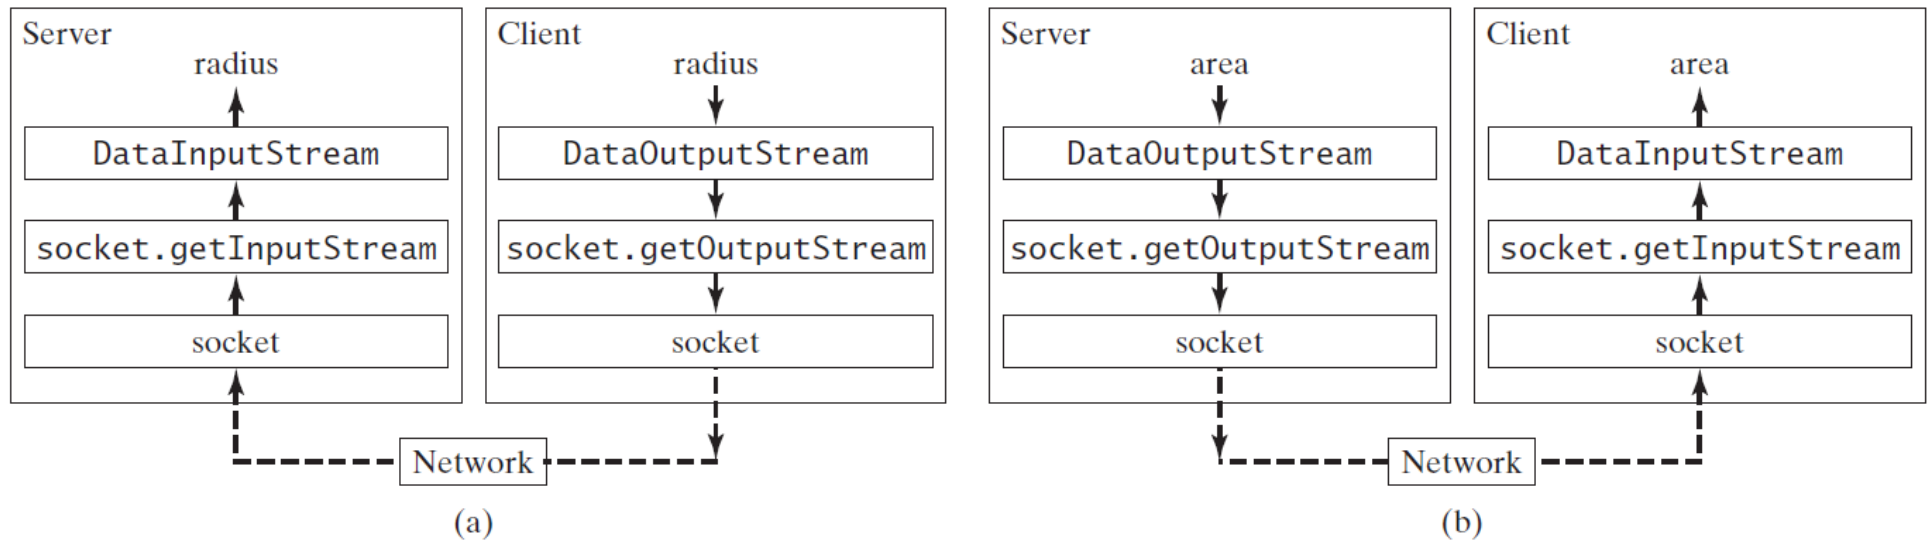 Server
radius
DataInputStream
socket.getInputStream
socket
Client
radius
DataOutputStream
socket.getOutputStream
socket
Network
(a)
Server
area
DataOutputStream
socket.getOutputStream
socket
Client
area
DataInputStream
socket.getInputStream
socket
Network
(b)